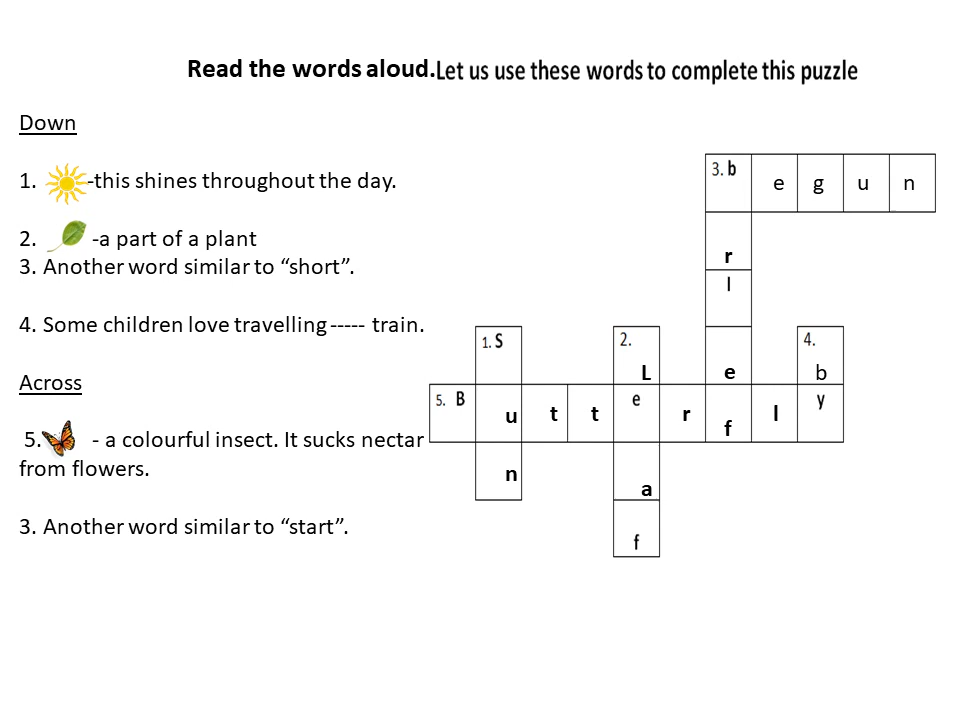 Read the words aloud.Let us use these words to complete this puzzle
Down
1. -this shines throughout the day.
2. -a part of a plant
3. Another word similar to “short”.
4. Some children love travelling ----- train.
Across
5. - a colourful insect. It sucks nectar
from flowers.
3. Another word similar to “start”.
3. b e g u n
r
l
1. S 2. L e 4. b
5. B u t t e r f l y
n a
f